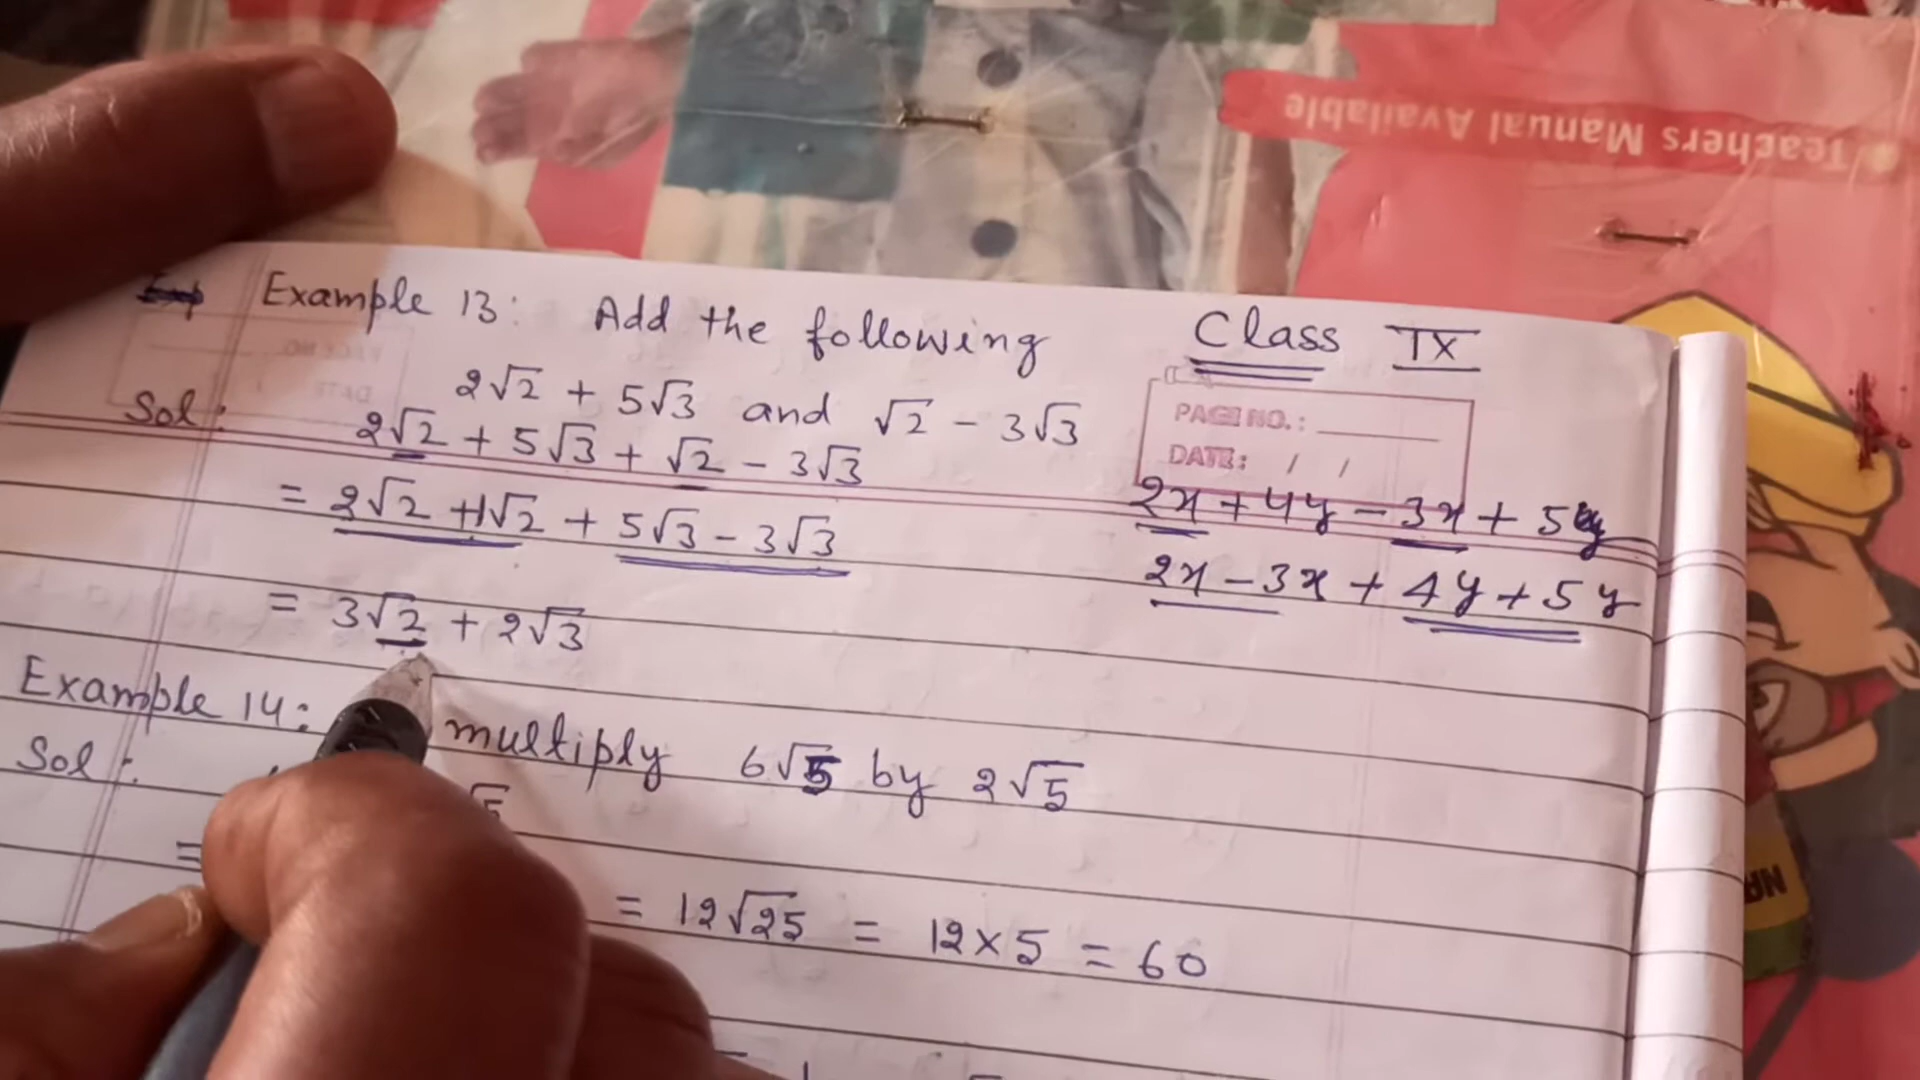 Teachers Manual Available
Example 13: Add the following
Class IX
2√2 + 5√3 and √2 - 3√3
PAGE NO.:
DATE: / /
Sol:
2√2 + 5√3 + √2 - 3√3
= 2√2 + 1√2 + 5√3 - 3√3
= 3√2 + 2√3
2x + 4y - 3x + 5y
2x - 3x + 4y + 5y
Example 14: multiply 6√5 by 2√5
Sol:
√5
=
= 12√25 = 12×5 = 60